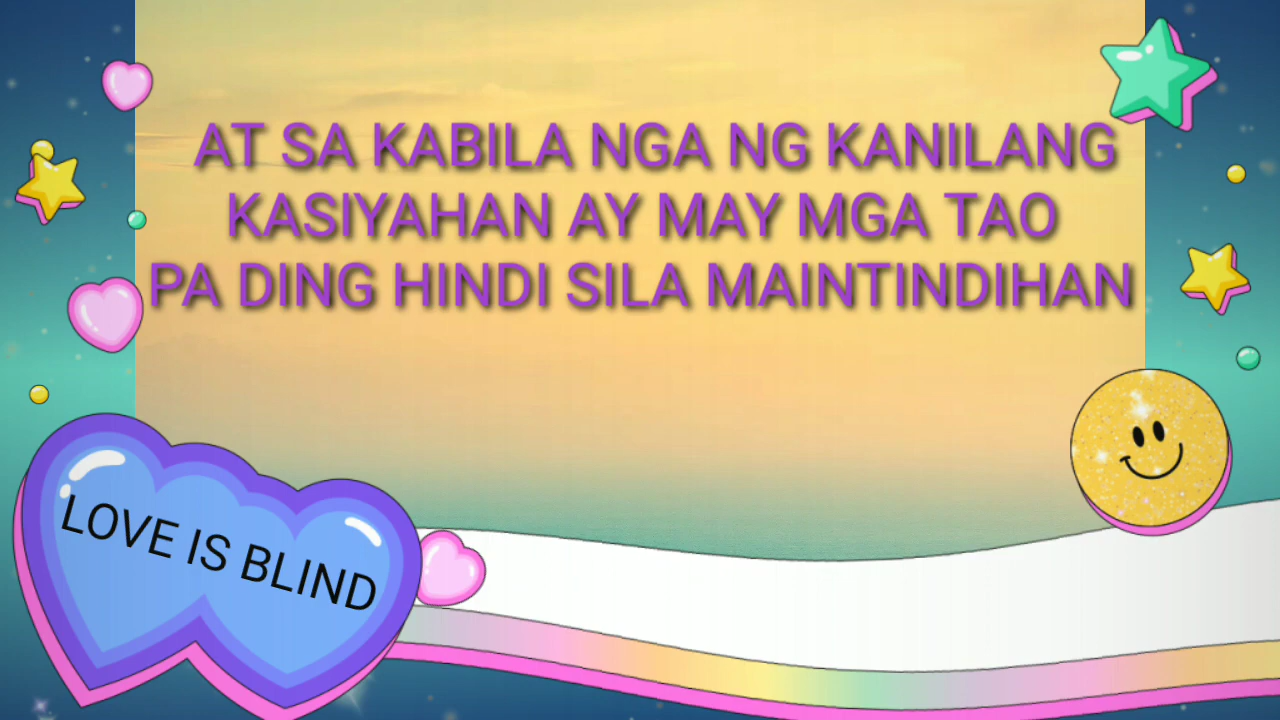 AT SA KABILA NGA NG KANILANG
KASIYAHAN AY MAY MGA TAO
PA DING HINDI SILA MAINTINDIHAN
LOVE IS BLIND